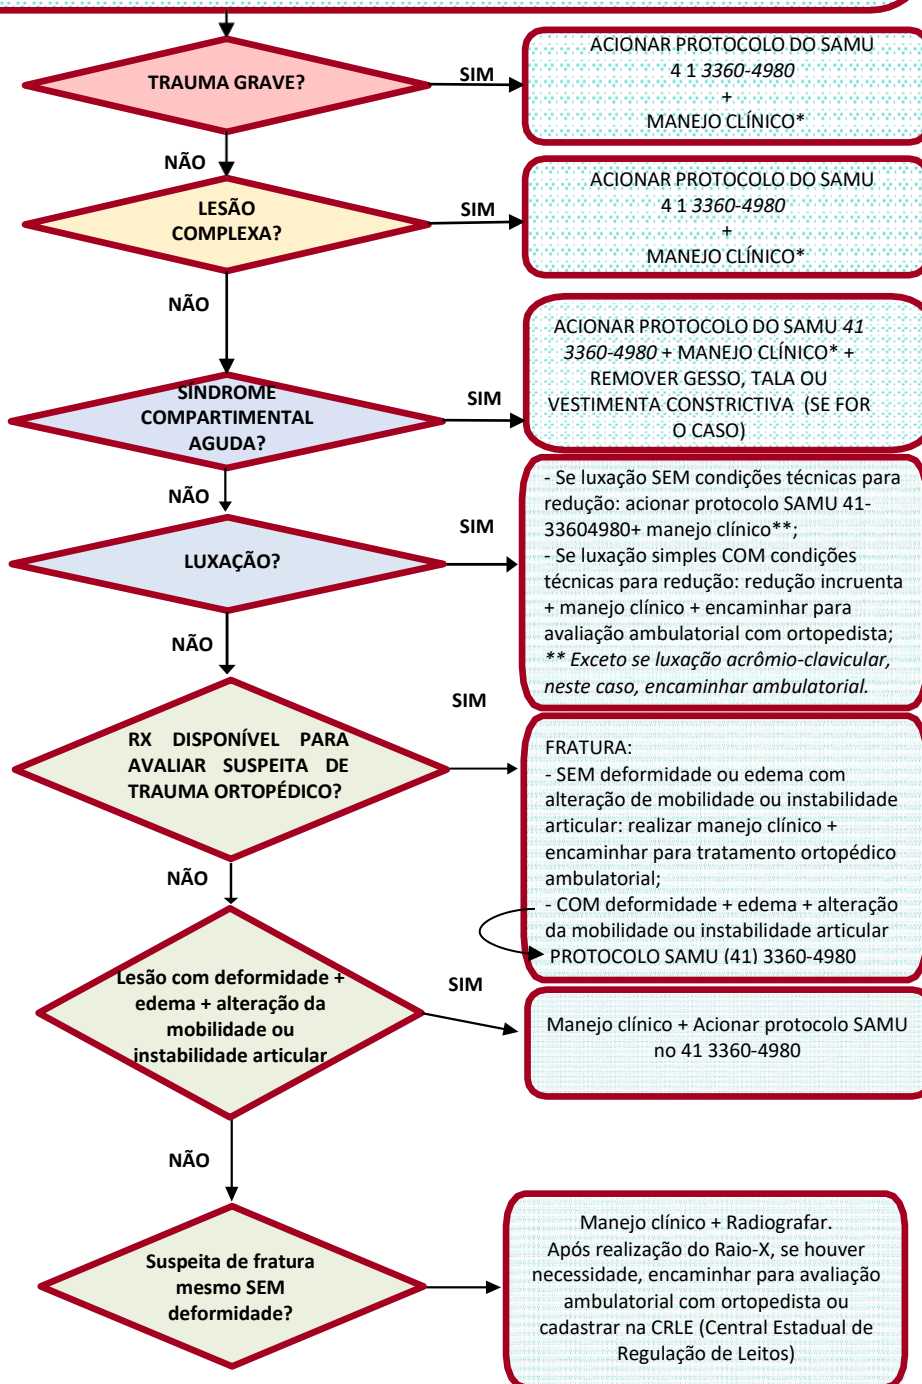 TRAUMA GRAVE?
SIM
ACIONAR PROTOCOLO DO SAMU
4 1 3360-4980
+
MANEJO CLÍNICO*
NÃO
LESÃO
COMPLEXA?
SIM
ACIONAR PROTOCOLO DO SAMU
4 1 3360-4980
+
MANEJO CLÍNICO*
NÃO
SÍNDROME
COMPARTIMENTAL
AGUDA?
SIM
ACIONAR PROTOCOLO DO SAMU 41
3360-4980 + MANEJO CLÍNICO* +
REMOVER GESSO, TALA OU
VESTIMENTA CONSTRICTIVA (SE FOR
O CASO)
NÃO
LUXAÇÃO?
SIM
- Se luxação SEM condições técnicas para
redução: acionar protocolo SAMU 41-
33604980+ manejo clínico**;
- Se luxação simples COM condições
técnicas para redução: redução incruenta
+ manejo clínico + encaminhar para
avaliação ambulatorial com ortopedista;
** Exceto se luxação acrômio-clavicular,
neste caso, encaminhar ambulatorial.
NÃO
RX DISPONÍVEL PARA
AVALIAR SUSPEITA DE
TRAUMA ORTOPÉDICO?
SIM
FRATURA:
- SEM deformidade ou edema com
alteração de mobilidade ou instabilidade
articular: realizar manejo clínico +
encaminhar para tratamento ortopédico
ambulatorial;
- COM deformidade + edema + alteração
da mobilidade ou instabilidade articular
PROTOCOLO SAMU (41) 3360-4980
NÃO
Lesão com deformidade +
edema + alteração da
mobilidade ou
instabilidade articular
SIM
Manejo clínico + Acionar protocolo SAMU
no 41 3360-4980
NÃO
Suspeita de fratura
mesmo SEM
deformidade?
Manejo clínico + Radiografar.
Após realização do Raio-X, se houver
necessidade, encaminhar para avaliação
ambulatorial com ortopedista ou
cadastrar na CRLE (Central Estadual de
Regulação de Leitos)